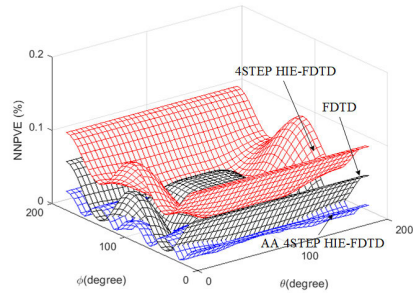 0.2
4STEP HIE-FDTD
FDTD
NNPVE (%)
0.1
0
200
AA 4STEP HIE-FDTD
200
100
100
ϕ(degree)
0
0
θ(degree)